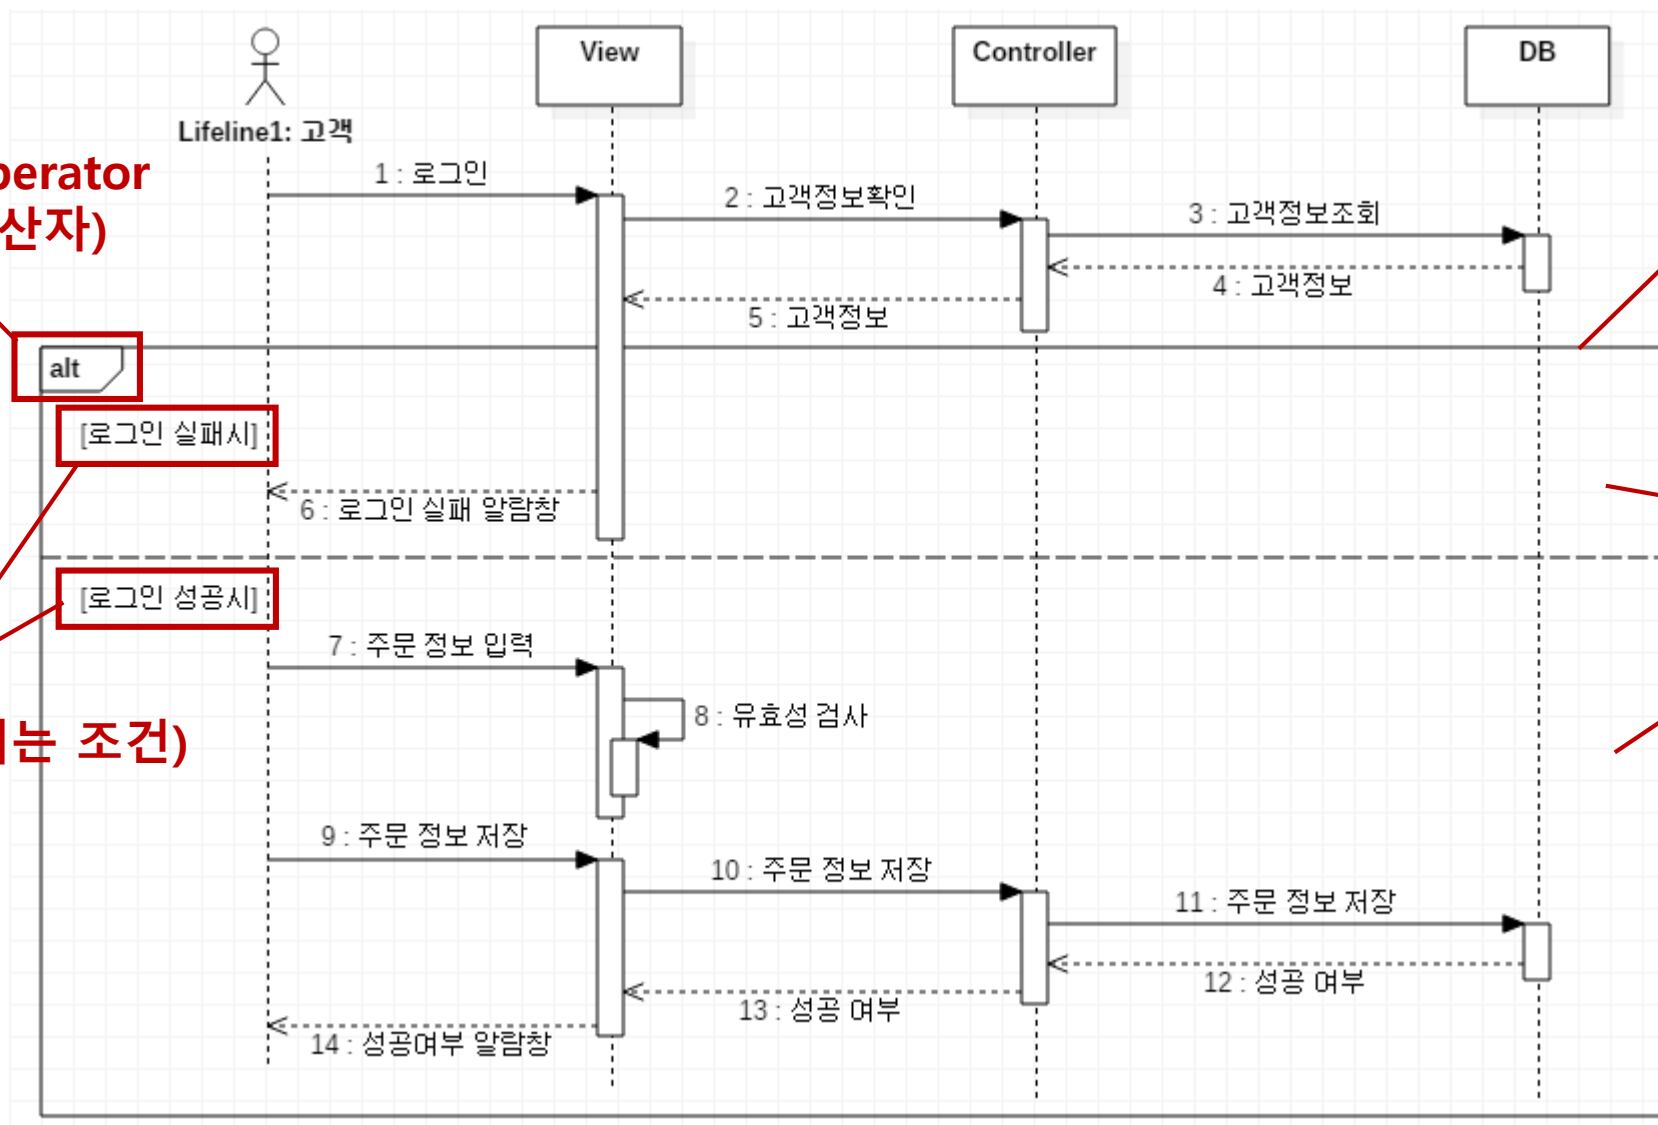 View
Controller
DB
Lifeline1: 고객
perator
산자)
1 : 로그인
2 : 고객정보확인
3 : 고객정보조회
4 : 고객정보
5 : 고객정보
alt
[로그인 실패시]
6 : 로그인 실패 알람창
[로그인 성공시]
7 : 주문 정보 입력
8 : 유효성 검사
는 조건)
9 : 주문 정보 저장
10 : 주문 정보 저장
11 : 주문 정보 저장
12 : 성공 여부
13 : 성공 여부
14 : 성공여부 알람창